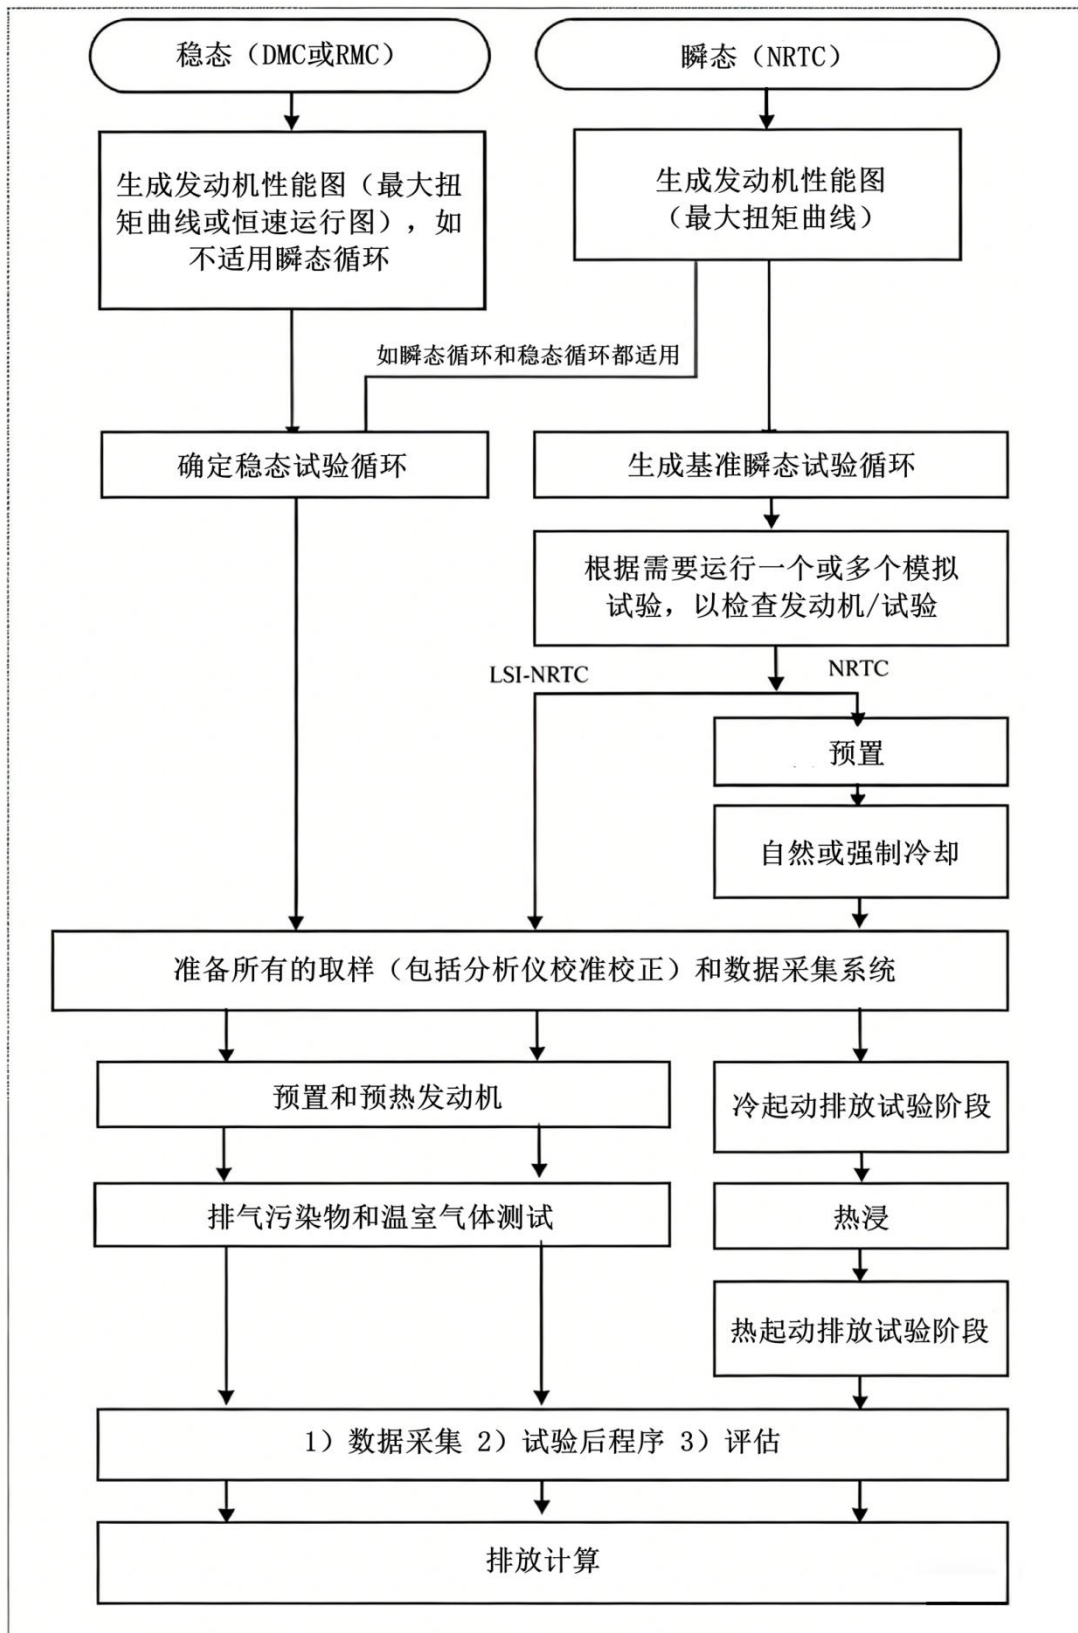 稳态（DMC或RMC）
瞬态（NRTC）
生成发动机性能图（最大扭
矩曲线或恒速运行图），如
不适用瞬态循环
生成发动机性能图
（最大扭矩曲线）
如瞬态循环和稳态循环都适用
确定稳态试验循环
生成基准瞬态试验循环
根据需要运行一个或多个模拟
试验，以检查发动机/试验
LSI-NRTC
NRTC
预置
自然或强制冷却
准备所有的取样（包括分析仪校准校正）和数据采集系统
预置和预热发动机
冷起动排放试验阶段
排气污染物和温室气体测试
热浸
热起动排放试验阶段
1）数据采集 2）试验后程序 3）评估
排放计算